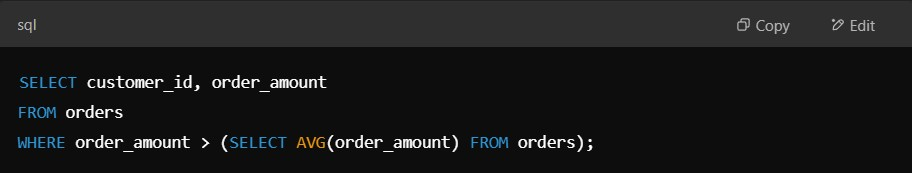 sql
Copy
Edit
SELECT customer_id, order_amount
FROM orders
WHERE order_amount > (SELECT AVG(order_amount) FROM orders);